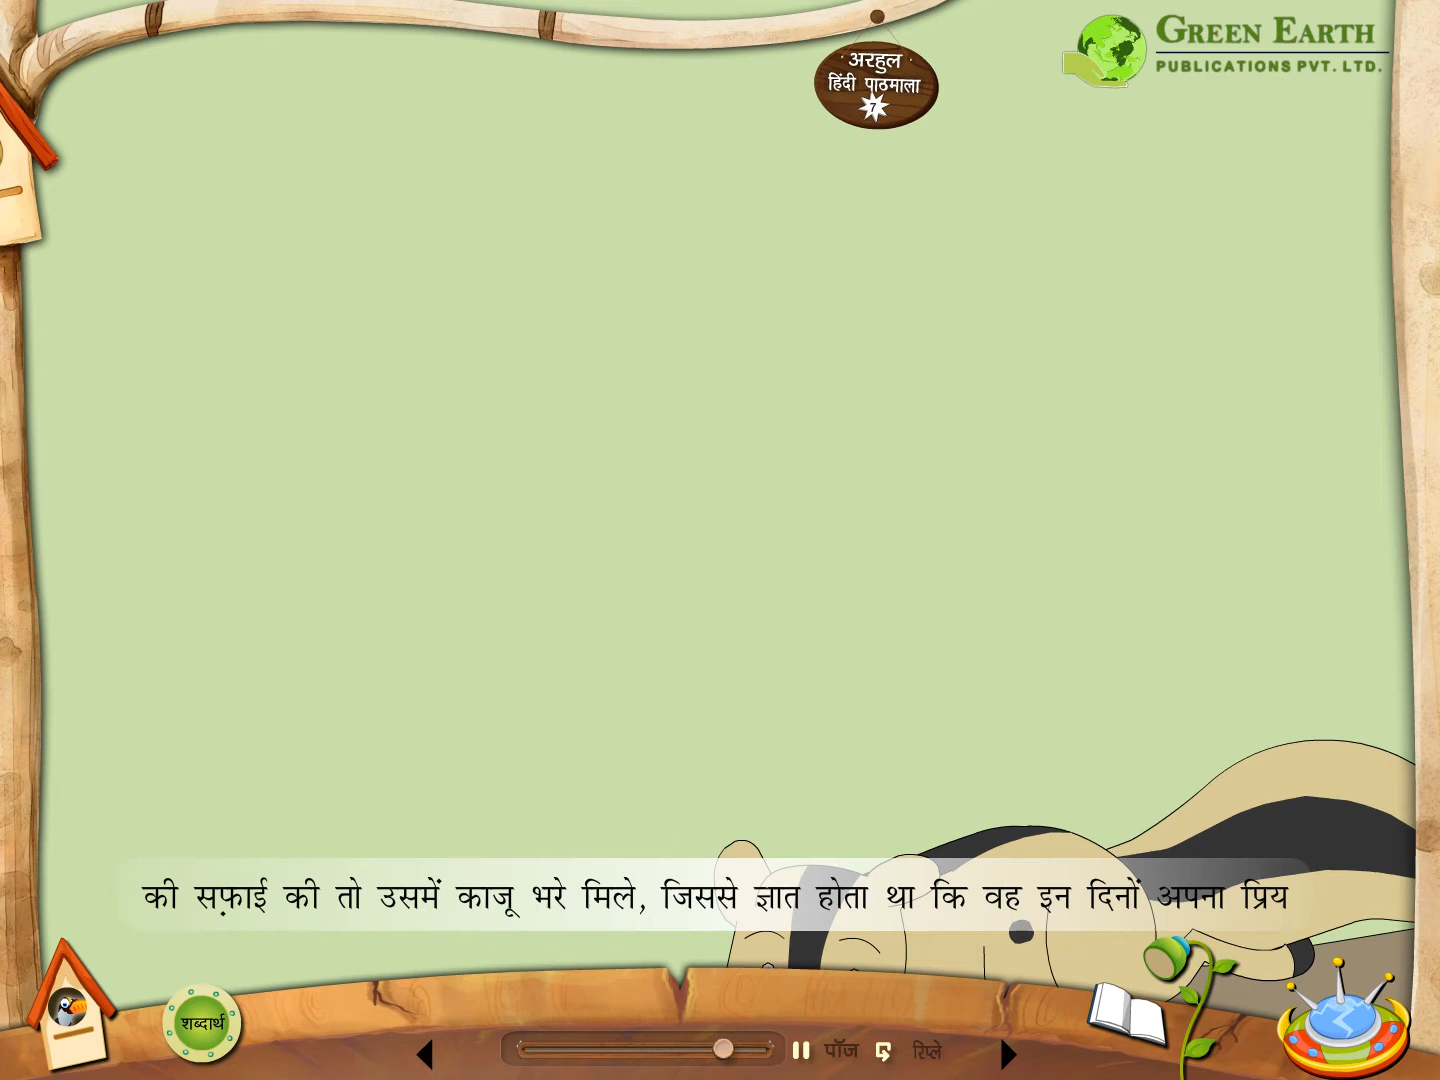 GREEN EARTH
PUBLICATIONS PVT. LTD.
अरहुल
हिंदी पाठमाला
7
की सफ़ाई की तो उसमें काजू भरे मिले, जिससे ज्ञात होता था कि वह इन दिनों अपना प्रिय
शब्दार्थ
पॉज रिप्ले